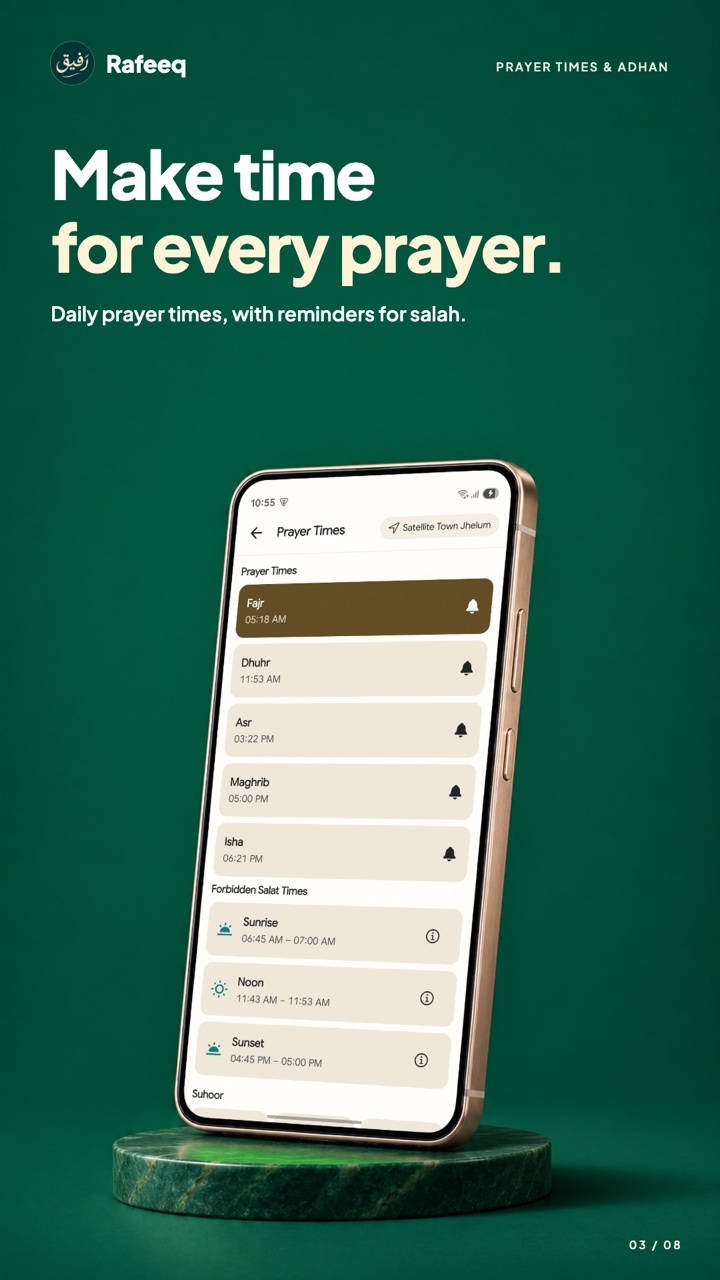 رفيق
Rafeeq
PRAYER TIMES & ADHAN
Make time
for every prayer.
Daily prayer times, with reminders for salah.
10:55
Prayer Times
Satellite Town Jhelum
Prayer Times
Fajr
05:18 AM
Dhuhr
11:53 AM
Asr
03:22 PM
Maghrib
05:00 PM
Isha
06:21 PM
Forbidden Salat Times
Sunrise
06:45 AM – 07:00 AM
Noon
11:43 AM – 11:53 AM
Sunset
04:45 PM – 05:00 PM
Suhoor
03 / 08